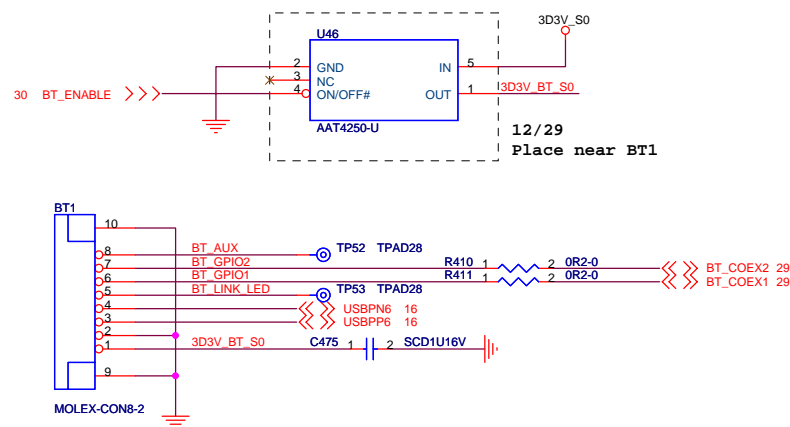 3D3V_S0
U46
2 GND IN 5
3 NC
30 BT_ENABLE 4 ON/OFF# OUT 1 3D3V_BT_S0
AAT4250-U
12/29
Place near BT1
BT1
10
8 BT_AUX TP52 TPAD28
7 BT_GPIO2 R410 1 2 0R2-0 BT_COEX2 29
6 BT_GPIO1 R411 1 2 0R2-0 BT_COEX1 29
5 BT_LINK_LED TP53 TPAD28
4 USBPN6 16
3 USBPP6 16
2
1 3D3V_BT_S0 C475 1 2 SCD1U16V
9
MOLEX-CON8-2